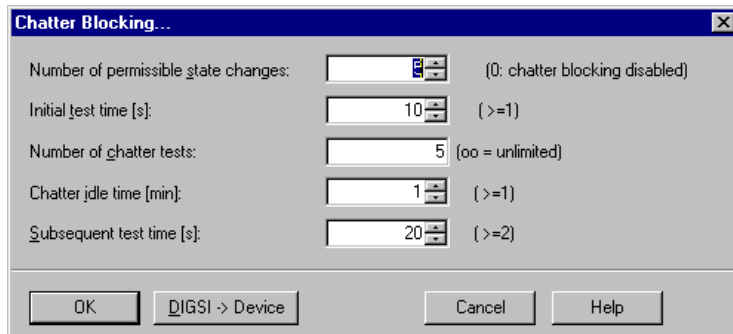 Chatter Blocking...
Number of permissible state changes: (0: chatter blocking disabled)
Initial test time [s]: 10 ( >=1)
Number of chatter tests: 5 (oo = unlimited)
Chatter idle time [min]: 1 ( >=1)
Subsequent test time [s]: 20 ( >=2)
OK DIGSI -> Device Cancel Help